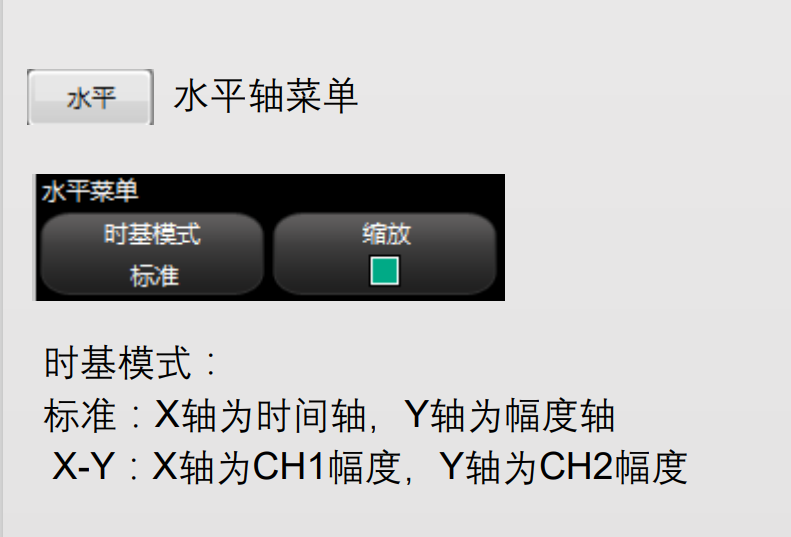 水平 水平轴菜单
水平菜单
时基模式 缩放
标准
时基模式：
标准：X轴为时间轴，Y轴为幅度轴
X-Y：X轴为CH1幅度，Y轴为CH2幅度